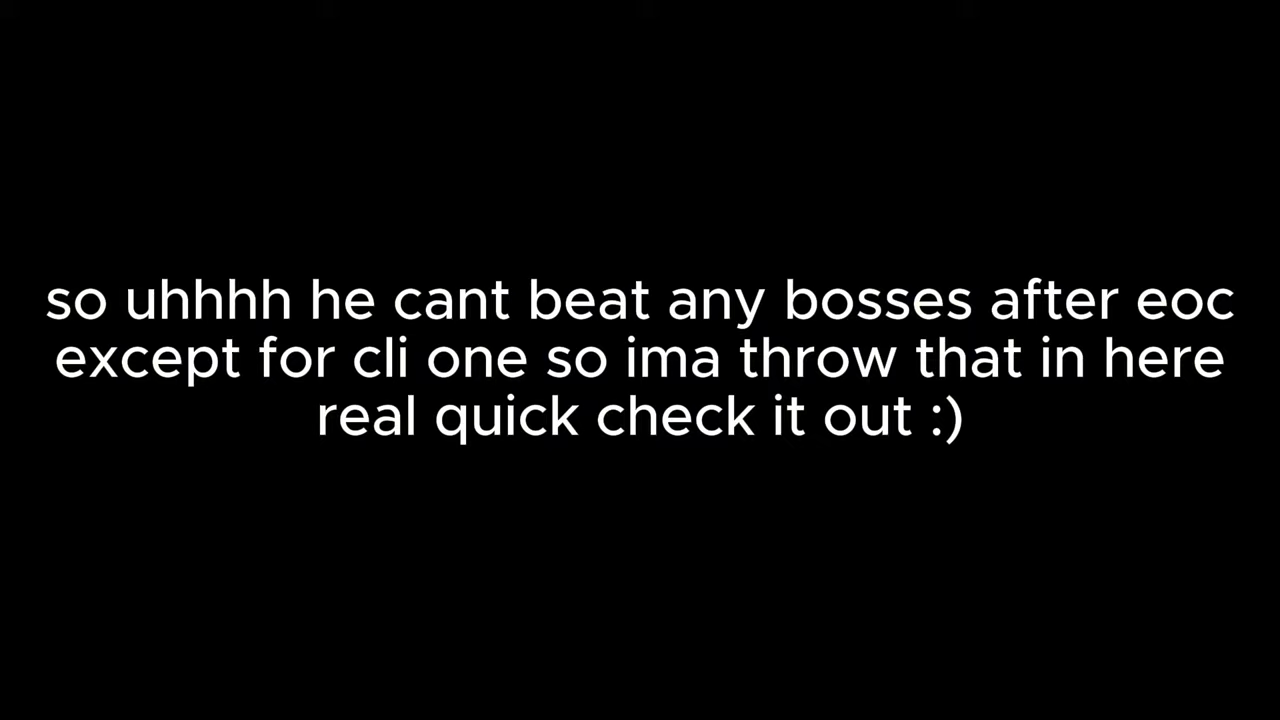 so uhhhh he cant beat any bosses after eoc
except for cli one so ima throw that in here
real quick check it out :)